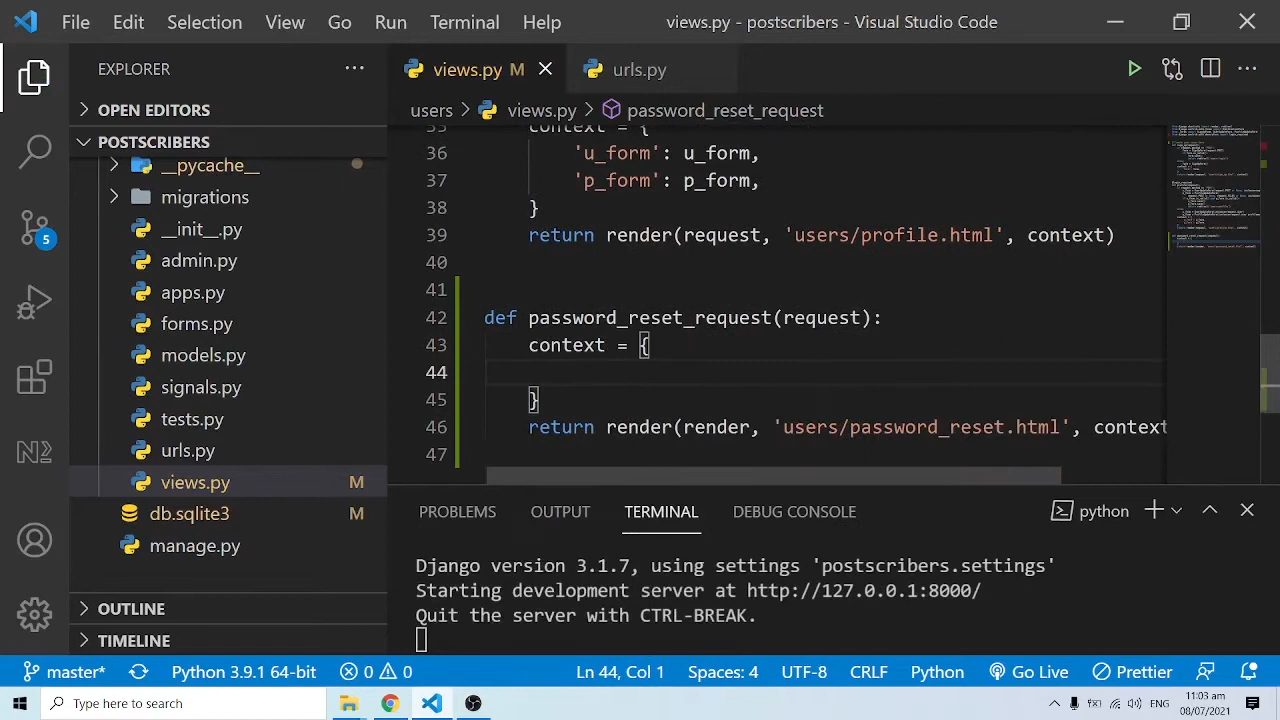 File Edit Selection View Go Run Terminal Help views.py - postscribers - Visual Studio Code
EXPLORER
views.py M
urls.py
OPEN EDITORS
users > views.py > password_reset_request
POSTSCRIBERS
__pycache__
migrations
__init__.py
admin.py
apps.py
forms.py
models.py
signals.py
tests.py
urls.py
views.py M
db.sqlite3 M
manage.py
OUTLINE
TIMELINE
5
35 context = {
36 'u_form': u_form,
37 'p_form': p_form,
38 }
39 return render(request, 'users/profile.html', context)
40
41
42 def password_reset_request(request):
43 context = {
44
45 }
46 return render(render, 'users/password_reset.html', context
47
PROBLEMS OUTPUT TERMINAL DEBUG CONSOLE python
Django version 3.1.7, using settings 'postscribers.settings'
Starting development server at http://127.0.0.1:8000/
Quit the server with CTRL-BREAK.
master* Python 3.9.1 64-bit 0 0 Ln 44, Col 1 Spaces: 4 UTF-8 CRLF Python Go Live Prettier
Type here to search
ENG
11:03 am
08/07/2021